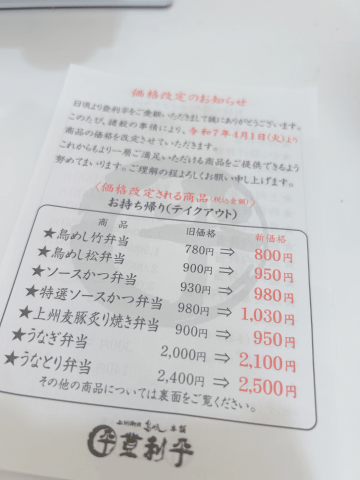 価格改定のお知らせ
日頃より登利平をご愛顧いただきまして誠にありがとうございます。
このたび、諸般の事情により、令和7年4月1日(火)より
商品の価格を改定させていただきます。
これからもより一層ご満足いただける商品をご提供できるよう
努めてまいります。ご理解の程よろしくお願い申し上げます。
〈価格改定される商品 (税込金額)〉
お持ち帰り(テイクアウト)
商品 旧価格 新価格
★鳥めし竹弁当 780円 ⇒ 800円
★鳥めし松弁当 900円 ⇒ 950円
★ソースかつ弁当 930円 ⇒ 980円
★特選ソースかつ弁当 980円 ⇒ 1,030円
★上州麦豚炙り焼き弁当 900円 ⇒ 950円
★うなぎ弁当 2,000円 ⇒ 2,100円
★うなとり弁当 2,400円 ⇒ 2,500円
その他の商品については裏面をご覧ください。
上州御用 鳥めし 本舗
平 登利平